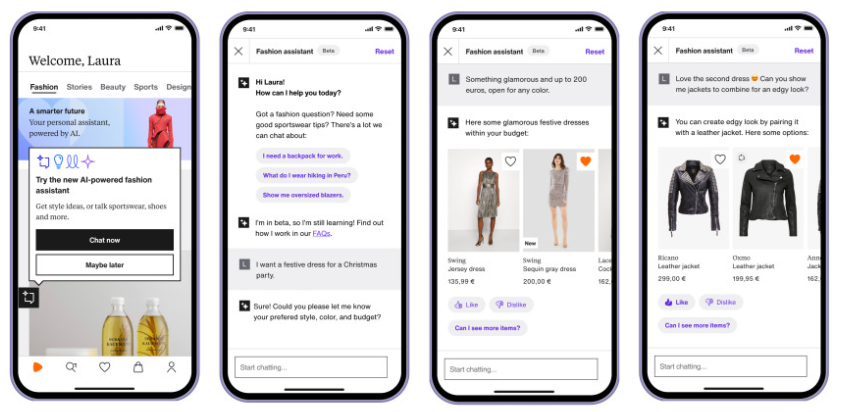 9:41
Welcome, Laura
Fashion Stories Beauty Sports Design
A smarter future
Your personal assistant,
powered by AI.
Try the new AI-powered fashion
assistant
Get style ideas, or talk sportswear, shoes
and more.
Chat now
Maybe later
9:41
Fashion assistant Beta Reset
Hi Laura!
How can I help you today?
Got a fashion question? Need some
good sportswear tips? There's a lot we
can chat about:
I need a backpack for work.
What do I wear hiking in Peru?
Show me oversized blazers.
I'm in beta, so I'm still learning! Find out
how I work in our FAQs.
L
I want a festive dress for a Christmas
party.
Sure! Could you please let me know
your prefered style, color, and budget?
Start chatting...
9:41
Fashion assistant Beta Reset
L
Something glamorous and up to 200
euros, open for any color.
Here some glamorous festive dresses
within your budget:
New
Swing
Jersey dress
135,99 €
Swing
Sequin gray dress
200,00 €
Lace
Cock
162,
Like
Dislike
Can I see more items?
Start chatting...
9:41
Fashion assistant Beta Reset
L
Love the second dress 😍 Can you show
me jackets to combine for an edgy look?
You can create edgy look by pairing it
with a leather jacket. Here some options:
Ricano
Leather jacket
299,00 €
Oxmo
Leather jacket
199,95 €
Anne
Jack
162,
Like
Dislike
Can I see more items?
Start chatting...